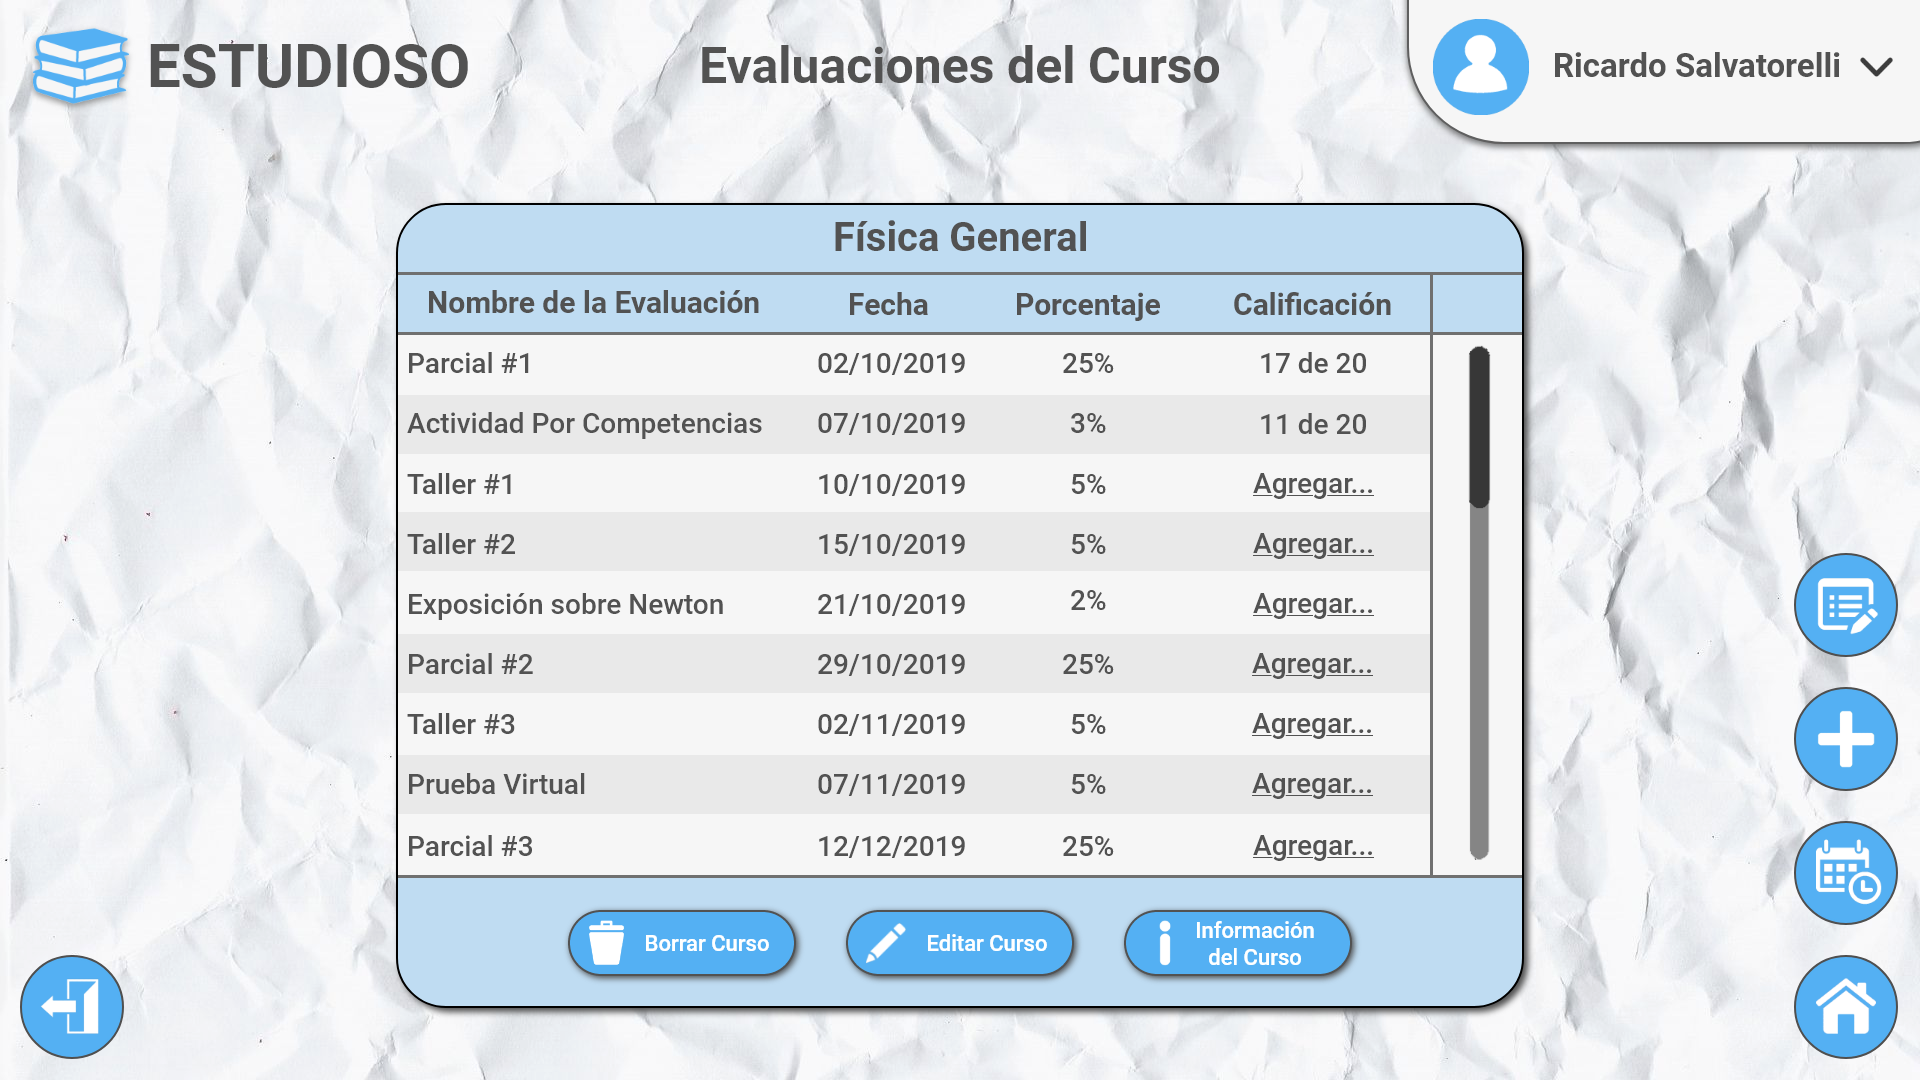 ESTUDIOSO
Evaluaciones del Curso
Ricardo Salvatorelli
Física General
Nombre de la Evaluación Fecha Porcentaje Calificación
Parcial #1 02/10/2019 25% 17 de 20
Actividad Por Competencias 07/10/2019 3% 11 de 20
Taller #1 10/10/2019 5% Agregar...
Taller #2 15/10/2019 5% Agregar...
Exposición sobre Newton 21/10/2019 2% Agregar...
Parcial #2 29/10/2019 25% Agregar...
Taller #3 02/11/2019 5% Agregar...
Prueba Virtual 07/11/2019 5% Agregar...
Parcial #3 12/12/2019 25% Agregar...
Borrar Curso
Editar Curso
Información
del Curso